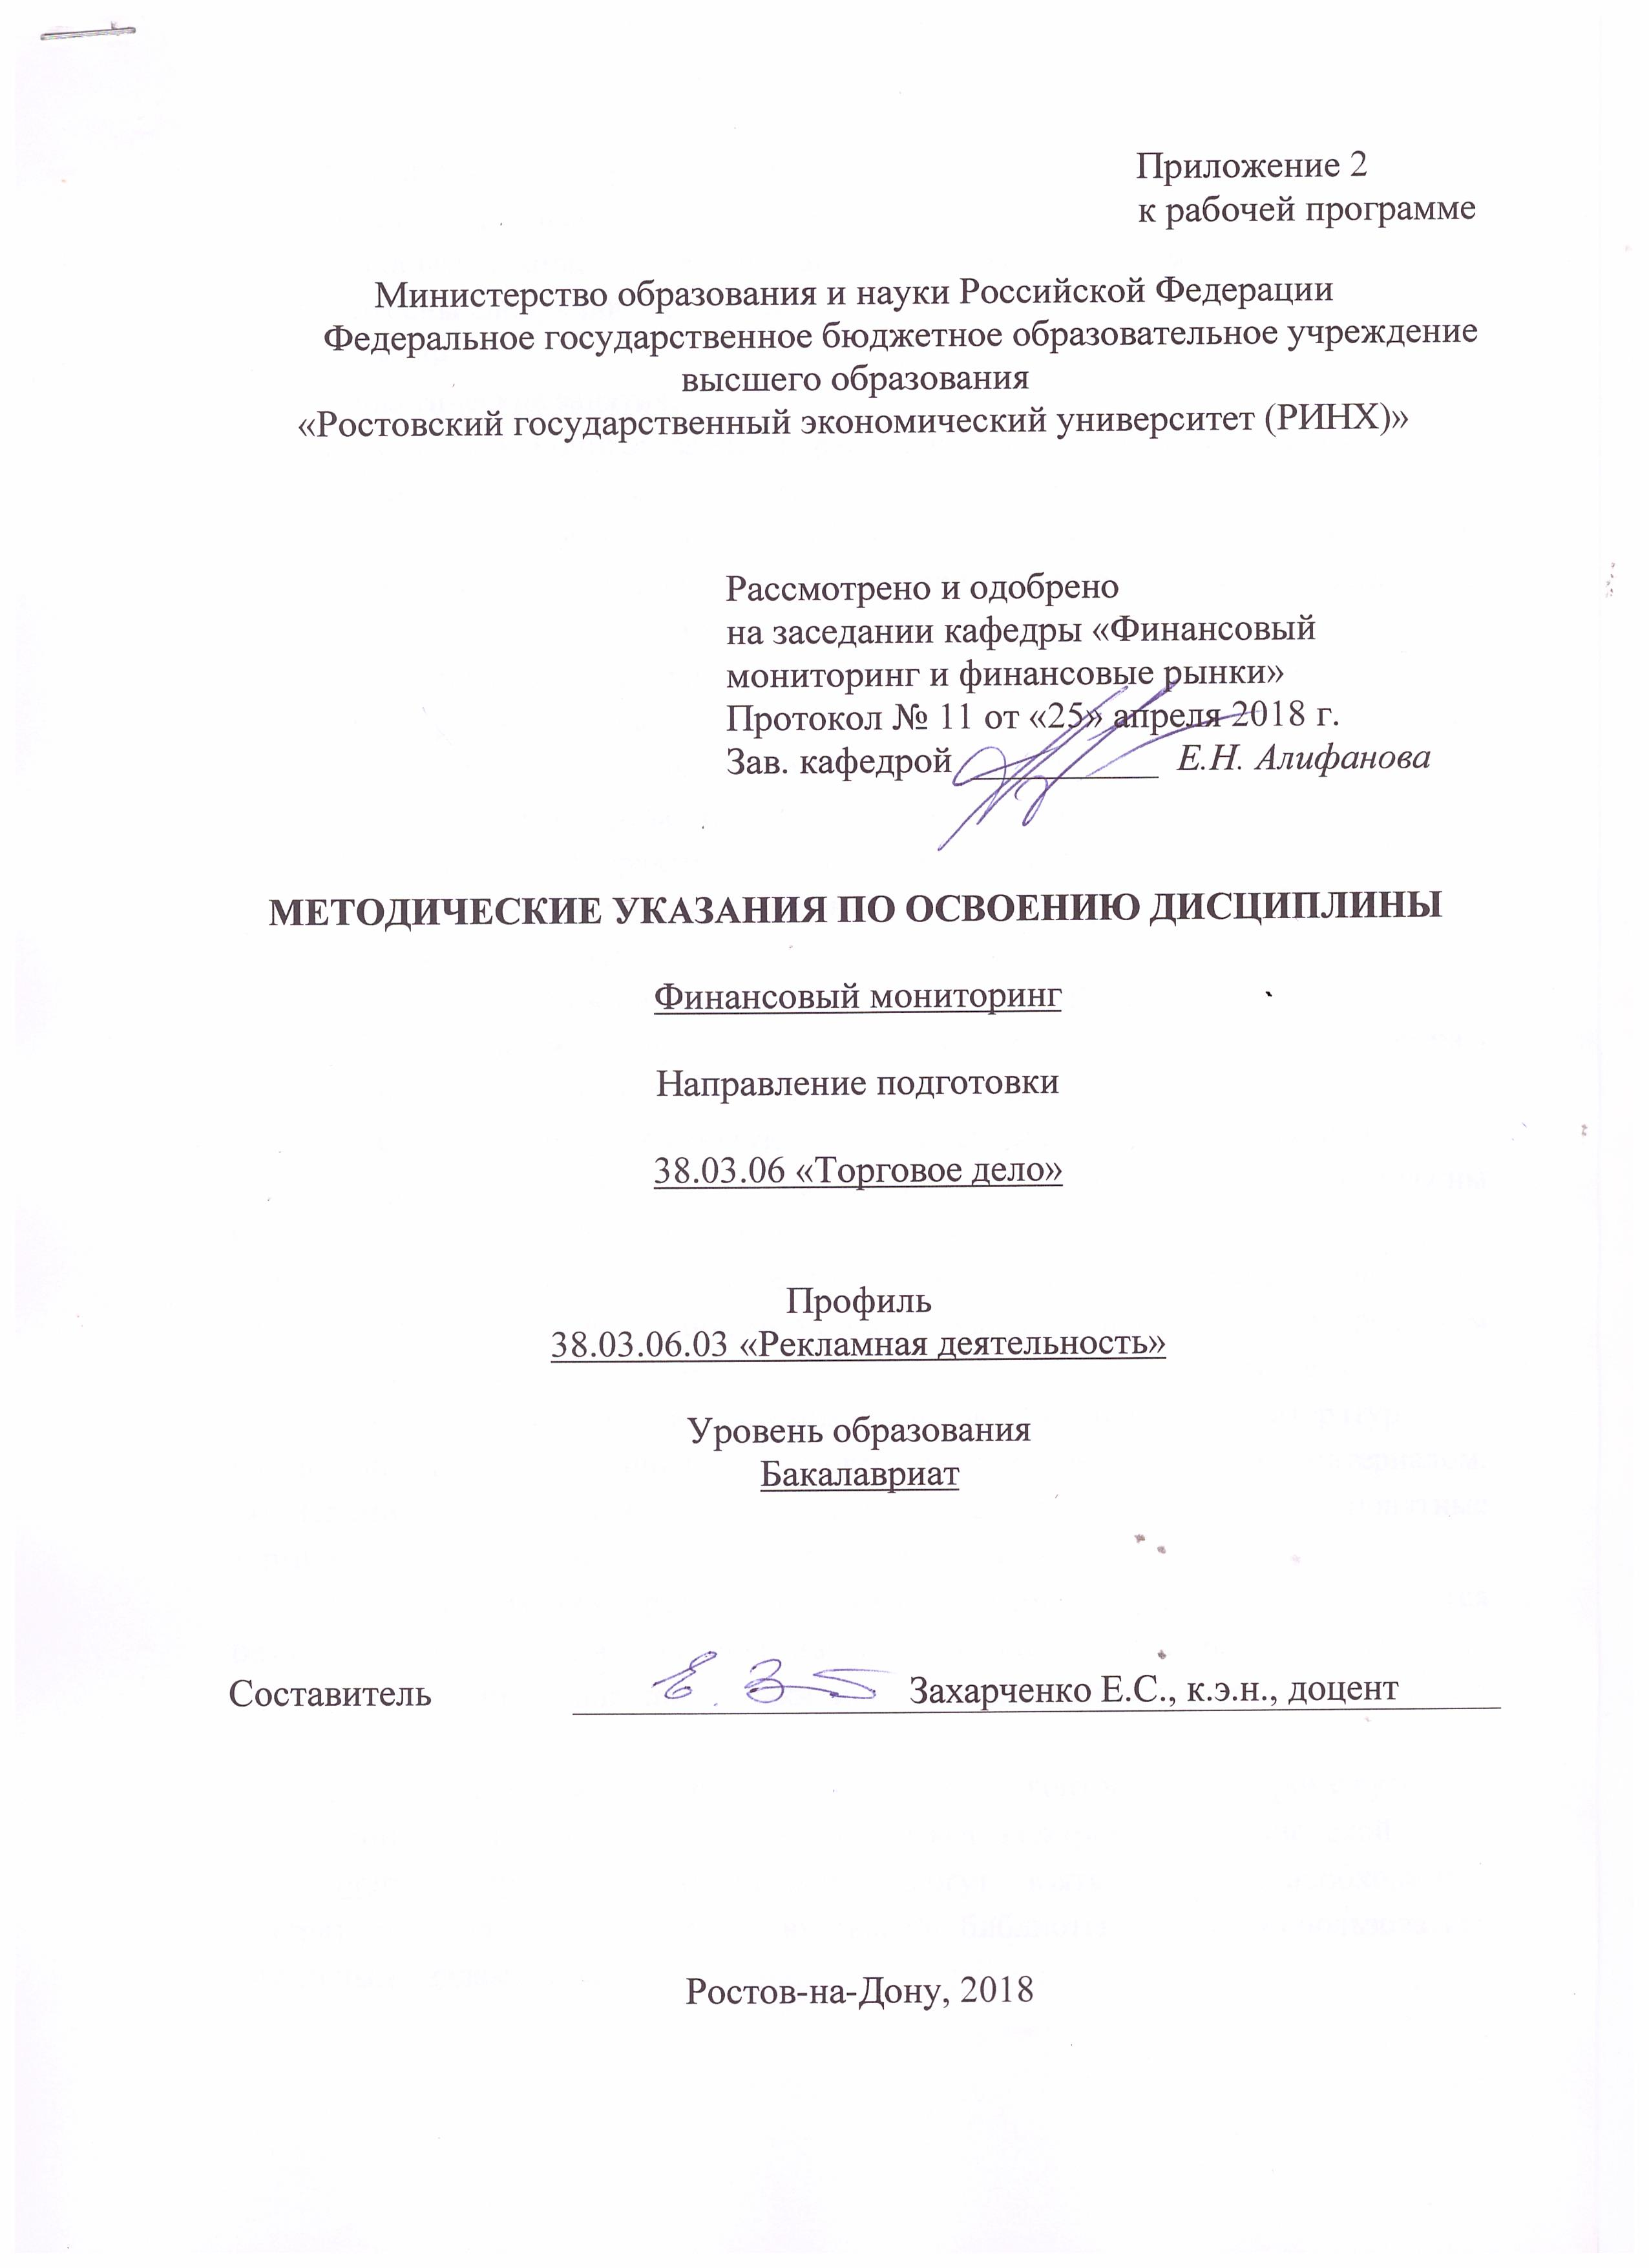 Приложение 2
к рабочей программе
Министерство образования и науки Российской Федерации
Федеральное государственное бюджетное образовательное учреждение
высшего образования
«Ростовский государственный экономический университет (РИНХ)»
Рассмотрено и одобрено
на заседании кафедры «Финансовый
мониторинг и финансовые рынки»
Протокол № 11 от «25» апреля 2018 г.
Зав. кафедрой ___________ Е.Н. Алифанова
МЕТОДИЧЕСКИЕ УКАЗАНИЯ ПО ОСВОЕНИЮ ДИСЦИПЛИНЫ
Финансовый мониторинг
Направление подготовки
38.03.06 «Торговое дело»
Профиль
38.03.06.03 «Рекламная деятельность»
Уровень образования
Бакалавриат
Составитель Захарченко Е.С., к.э.н., доцент
Ростов-на-Дону, 2018